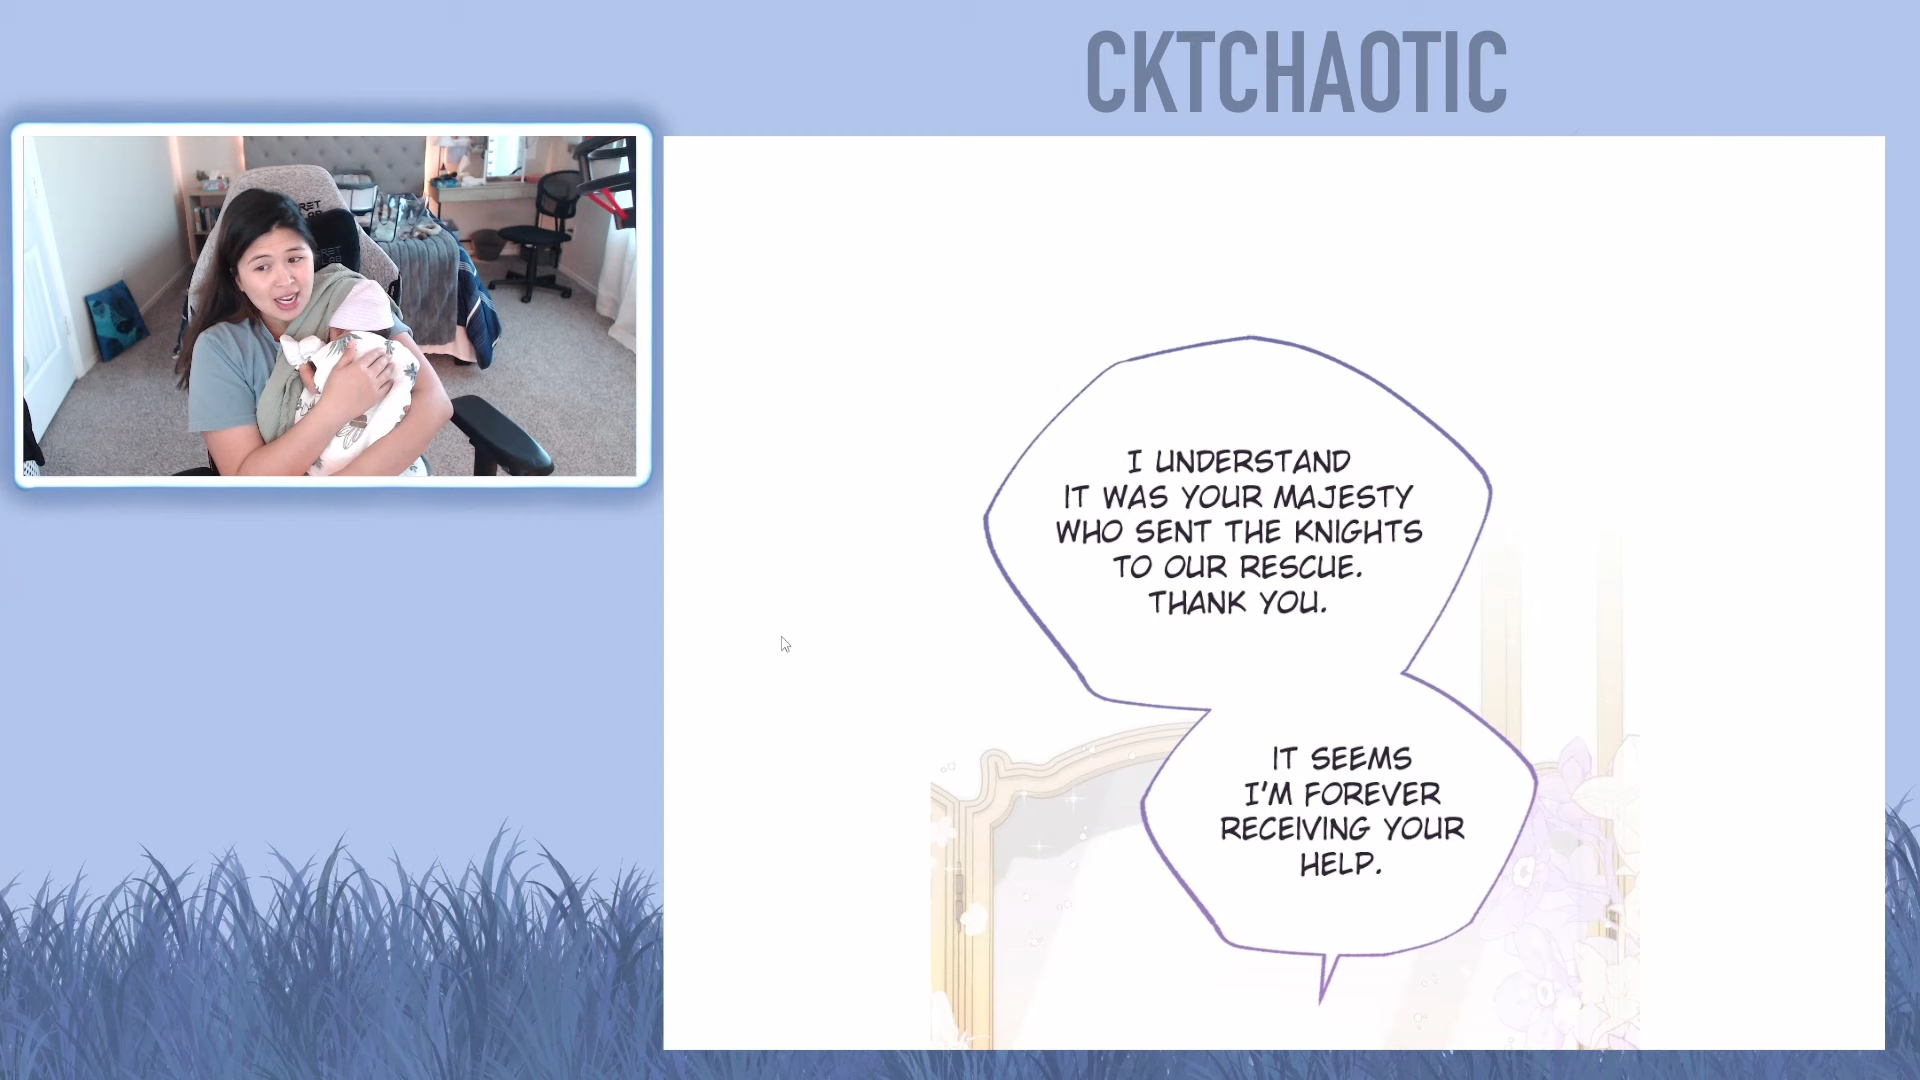 CKTCHAOTIC
I UNDERSTAND
IT WAS YOUR MAJESTY
WHO SENT THE KNIGHTS
TO OUR RESCUE.
THANK YOU.
IT SEEMS
I'M FOREVER
RECEIVING YOUR
HELP.